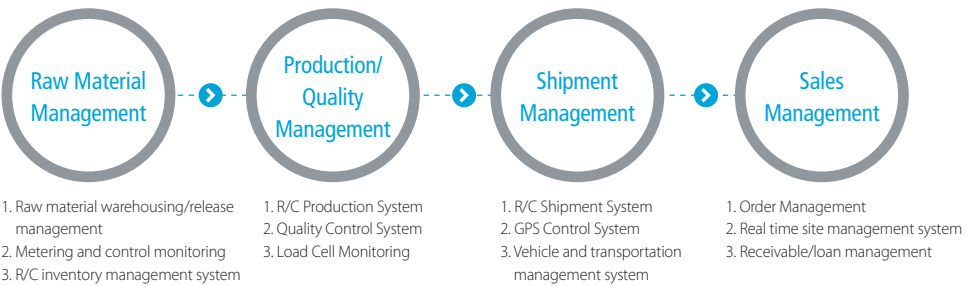 Raw Material
Management
Production/
Quality
Management
Shipment
Management
Sales
Management
1. Raw material warehousing/release
management
2. Metering and control monitoring
3. R/C inventory management system
1. R/C Production System
2. Quality Control System
3. Load Cell Monitoring
1. R/C Shipment System
2. GPS Control System
3. Vehicle and transportation
management system
1. Order Management
2. Real time site management system
3. Receivable/loan management